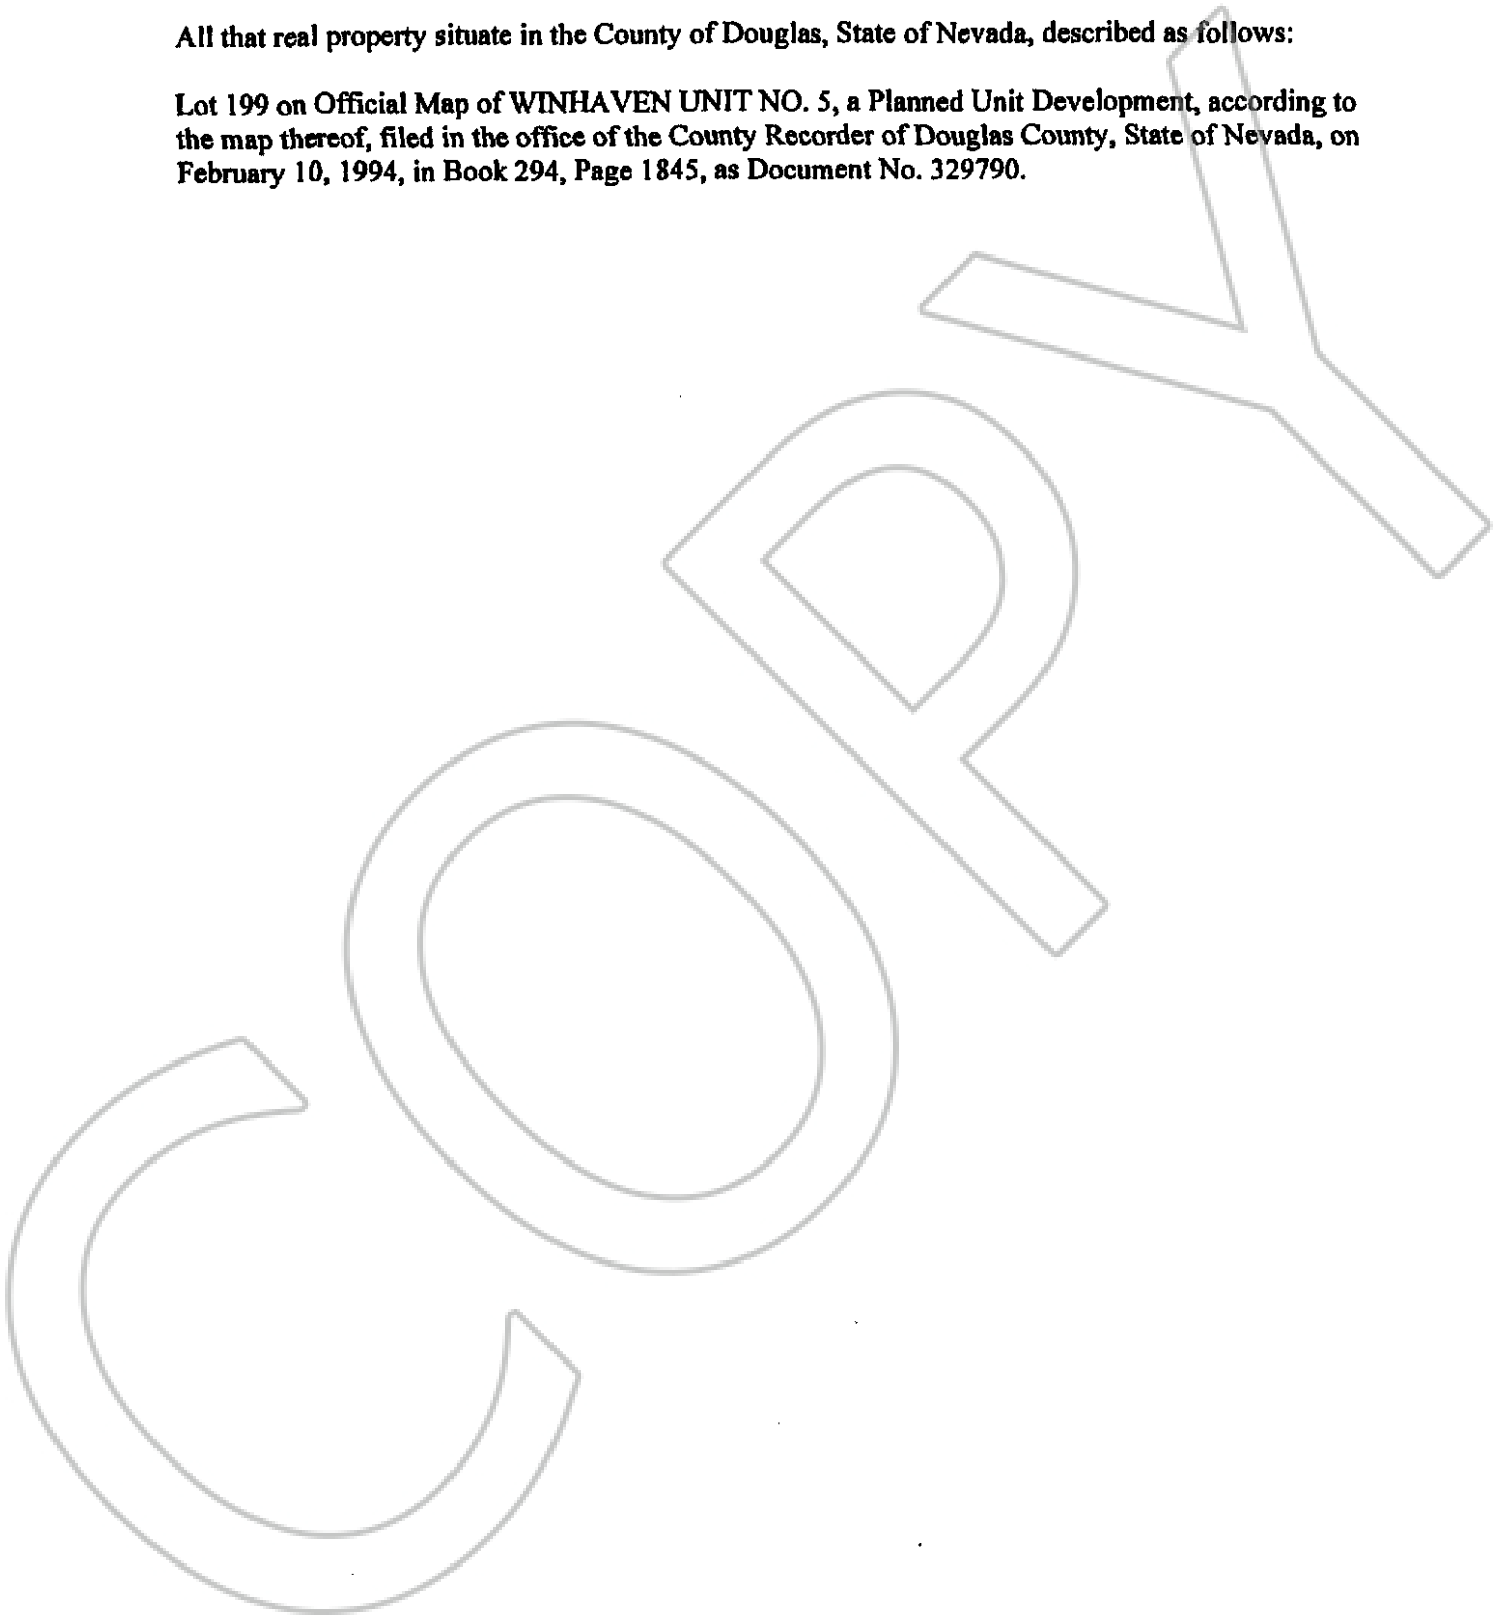 All that real property situate in the County of Douglas, State of Nevada, described as follows:
Lot 199 on Official Map of WINHAVEN UNIT NO. 5, a Planned Unit Development, according to
the map thereof, filed in the office of the County Recorder of Douglas County, State of Nevada, on
February 10, 1994, in Book 294, Page 1845, as Document No. 329790.
COPY